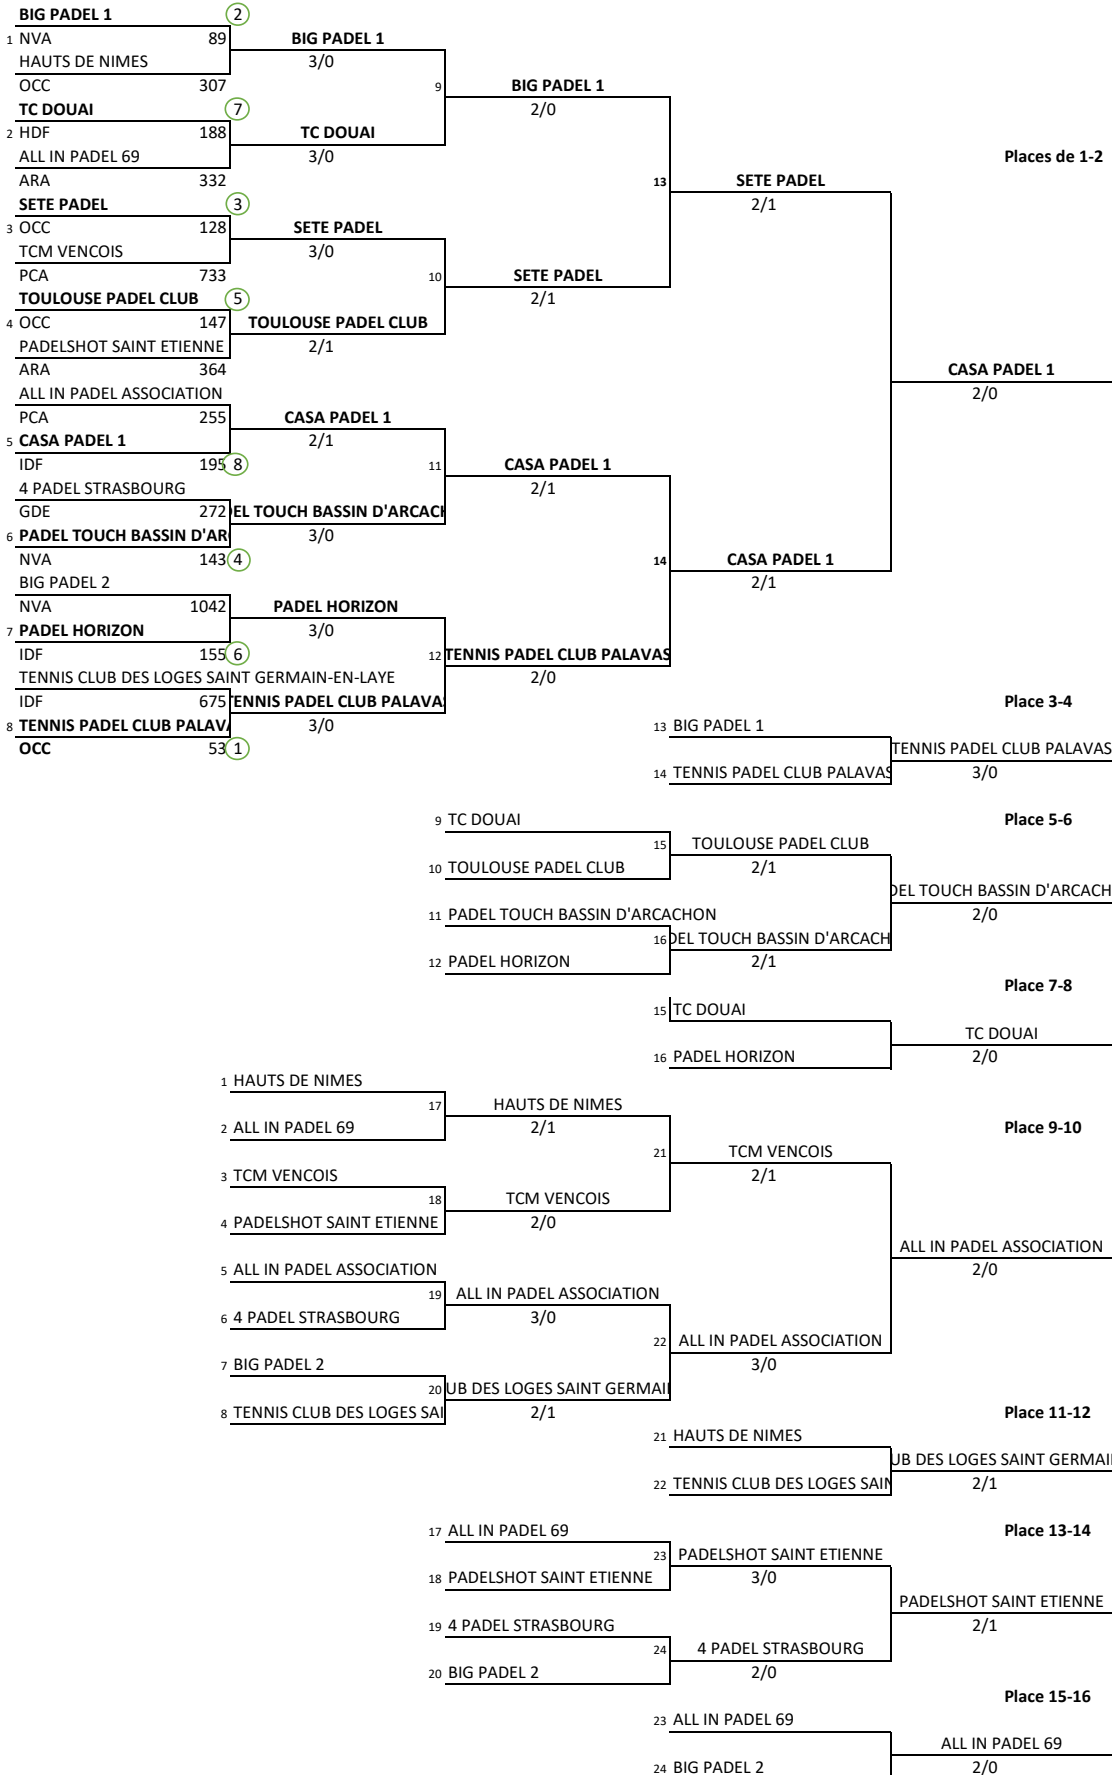 BIG PADEL 1 2
1 NVA 89 BIG PADEL 1
HAUTS DE NIMES 3/0
OCC 307 9 BIG PADEL 1
TC DOUAI 7 2/0
2 HDF 188 TC DOUAI
ALL IN PADEL 69 3/0 Places de 1-2
ARA 332 13 SETE PADEL
SETE PADEL 3 2/1
3 OCC 128 SETE PADEL
TCM VENCOIS 3/0
PCA 733 10 SETE PADEL
TOULOUSE PADEL CLUB 5 2/1
4 OCC 147 TOULOUSE PADEL CLUB
PADELSHOT SAINT ETIENNE 2/1
ARA 364 CASA PADEL 1
ALL IN PADEL ASSOCIATION 2/0
PCA 255 CASA PADEL 1
5 CASA PADEL 1 2/1
IDF 195 8 11 CASA PADEL 1
4 PADEL STRASBOURG 2/1
GDE 272 DEL TOUCH BASSIN D'ARCACH
6 PADEL TOUCH BASSIN D'AR 3/0
NVA 143 4 14 CASA PADEL 1
BIG PADEL 2 2/1
NVA 1042 PADEL HORIZON
7 PADEL HORIZON 3/0
IDF 155 6 12 TENNIS PADEL CLUB PALAVAS
TENNIS CLUB DES LOGES SAINT GERMAIN-EN-LAYE 2/0
IDF 675 TENNIS PADEL CLUB PALAVAS Place 3-4
8 TENNIS PADEL CLUB PALAVA 3/0 13 BIG PADEL 1
OCC 53 1 TENNIS PADEL CLUB PALAVAS
14 TENNIS PADEL CLUB PALAVAS 3/0
9 TC DOUAI Place 5-6
15 TOULOUSE PADEL CLUB
10 TOULOUSE PADEL CLUB 2/1
DEL TOUCH BASSIN D'ARCACH
11 PADEL TOUCH BASSIN D'ARCACHON 2/0
16 DEL TOUCH BASSIN D'ARCACH
12 PADEL HORIZON 2/1
Place 7-8
15 TC DOUAI
TC DOUAI
16 PADEL HORIZON 2/0
1 HAUTS DE NIMES
17 HAUTS DE NIMES
2 ALL IN PADEL 69 2/1 Place 9-10
21 TCM VENCOIS
3 TCM VENCOIS 2/1
18 TCM VENCOIS
4 PADELSHOT SAINT ETIENNE 2/0
ALL IN PADEL ASSOCIATION
5 ALL IN PADEL ASSOCIATION 2/0
19 ALL IN PADEL ASSOCIATION
6 4 PADEL STRASBOURG 3/0
22 ALL IN PADEL ASSOCIATION
7 BIG PADEL 2 3/0
20 UB DES LOGES SAINT GERMAI
8 TENNIS CLUB DES LOGES SAI 2/1 Place 11-12
21 HAUTS DE NIMES
UB DES LOGES SAINT GERMAI
22 TENNIS CLUB DES LOGES SAIN 2/1
17 ALL IN PADEL 69 Place 13-14
23 PADELSHOT SAINT ETIENNE
18 PADELSHOT SAINT ETIENNE 3/0
PADELSHOT SAINT ETIENNE
19 4 PADEL STRASBOURG 2/1
24 4 PADEL STRASBOURG
20 BIG PADEL 2 2/0
Place 15-16
23 ALL IN PADEL 69
ALL IN PADEL 69
24 BIG PADEL 2 2/0